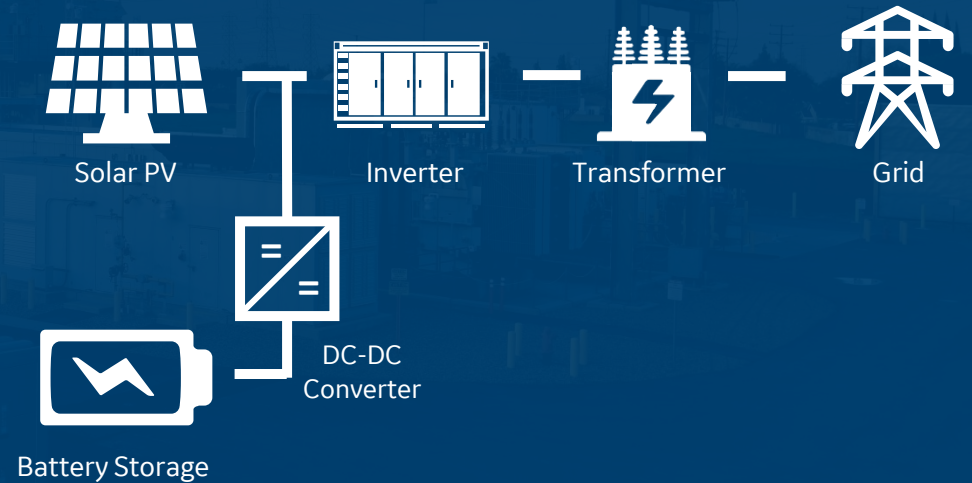 Solar PV
Inverter
Transformer
Grid
DC-DC
Converter
Battery Storage